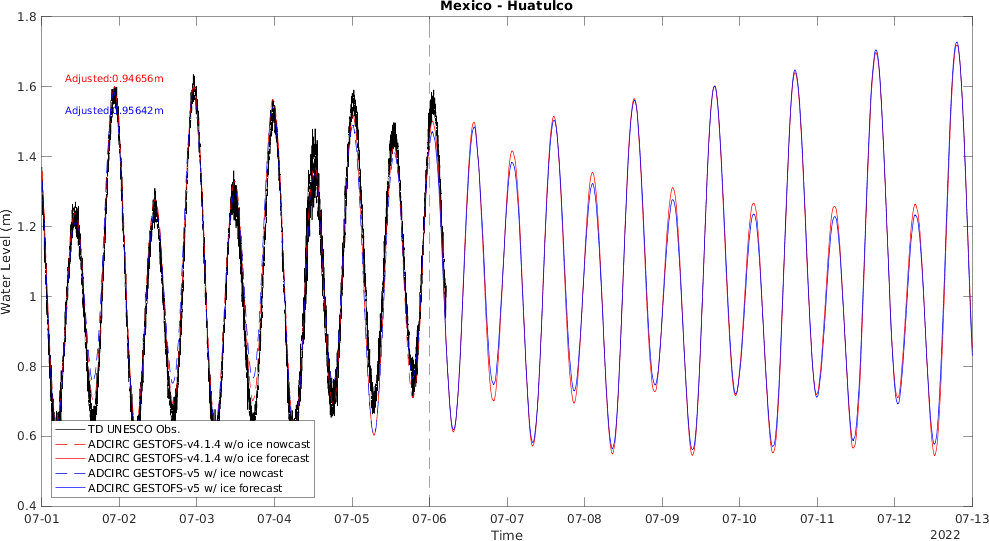 Mexico - Huatulco
1.8
1.6
1.4
1.2
1
0.8
0.6
0.4
Water Level (m)
Adjusted:0.94656m
Adjusted:0.95642m
TD UNESCO Obs.
ADCIRC GESTOFS-v4.1.4 w/o ice nowcast
ADCIRC GESTOFS-v4.1.4 w/o ice forecast
ADCIRC GESTOFS-v5 w/ ice nowcast
ADCIRC GESTOFS-v5 w/ ice forecast
07-01 07-02 07-03 07-04 07-05 07-06 07-07 07-08 07-09 07-10 07-11 07-12 07-13
Time
2022